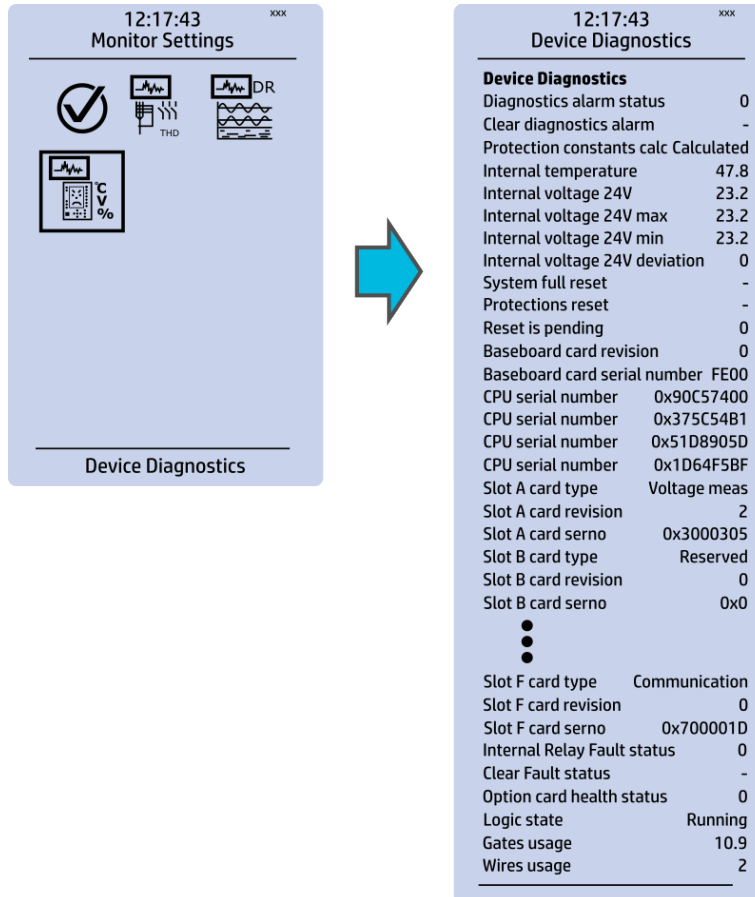 12:17:43 xxx
Monitor Settings
DR
THD
°C
V
%
Device Diagnostics
12:17:43 xxx
Device Diagnostics
Device Diagnostics
Diagnostics alarm status 0
Clear diagnostics alarm -
Protection constants calc Calculated
Internal temperature 47.8
Internal voltage 24V 23.2
Internal voltage 24V max 23.2
Internal voltage 24V min 23.2
Internal voltage 24V deviation 0
System full reset -
Protections reset -
Reset is pending 0
Baseboard card revision 0
Baseboard card serial number FE00
CPU serial number 0x90C57400
CPU serial number 0x375C54B1
CPU serial number 0x51D8905D
CPU serial number 0x1D64F5BF
Slot A card type Voltage meas
Slot A card revision 2
Slot A card serno 0x3000305
Slot B card type Reserved
Slot B card revision 0
Slot B card serno 0x0
Slot F card type Communication
Slot F card revision 0
Slot F card serno 0x700001D
Internal Relay Fault status 0
Clear Fault status -
Option card health status 0
Logic state Running
Gates usage 10.9
Wires usage 2